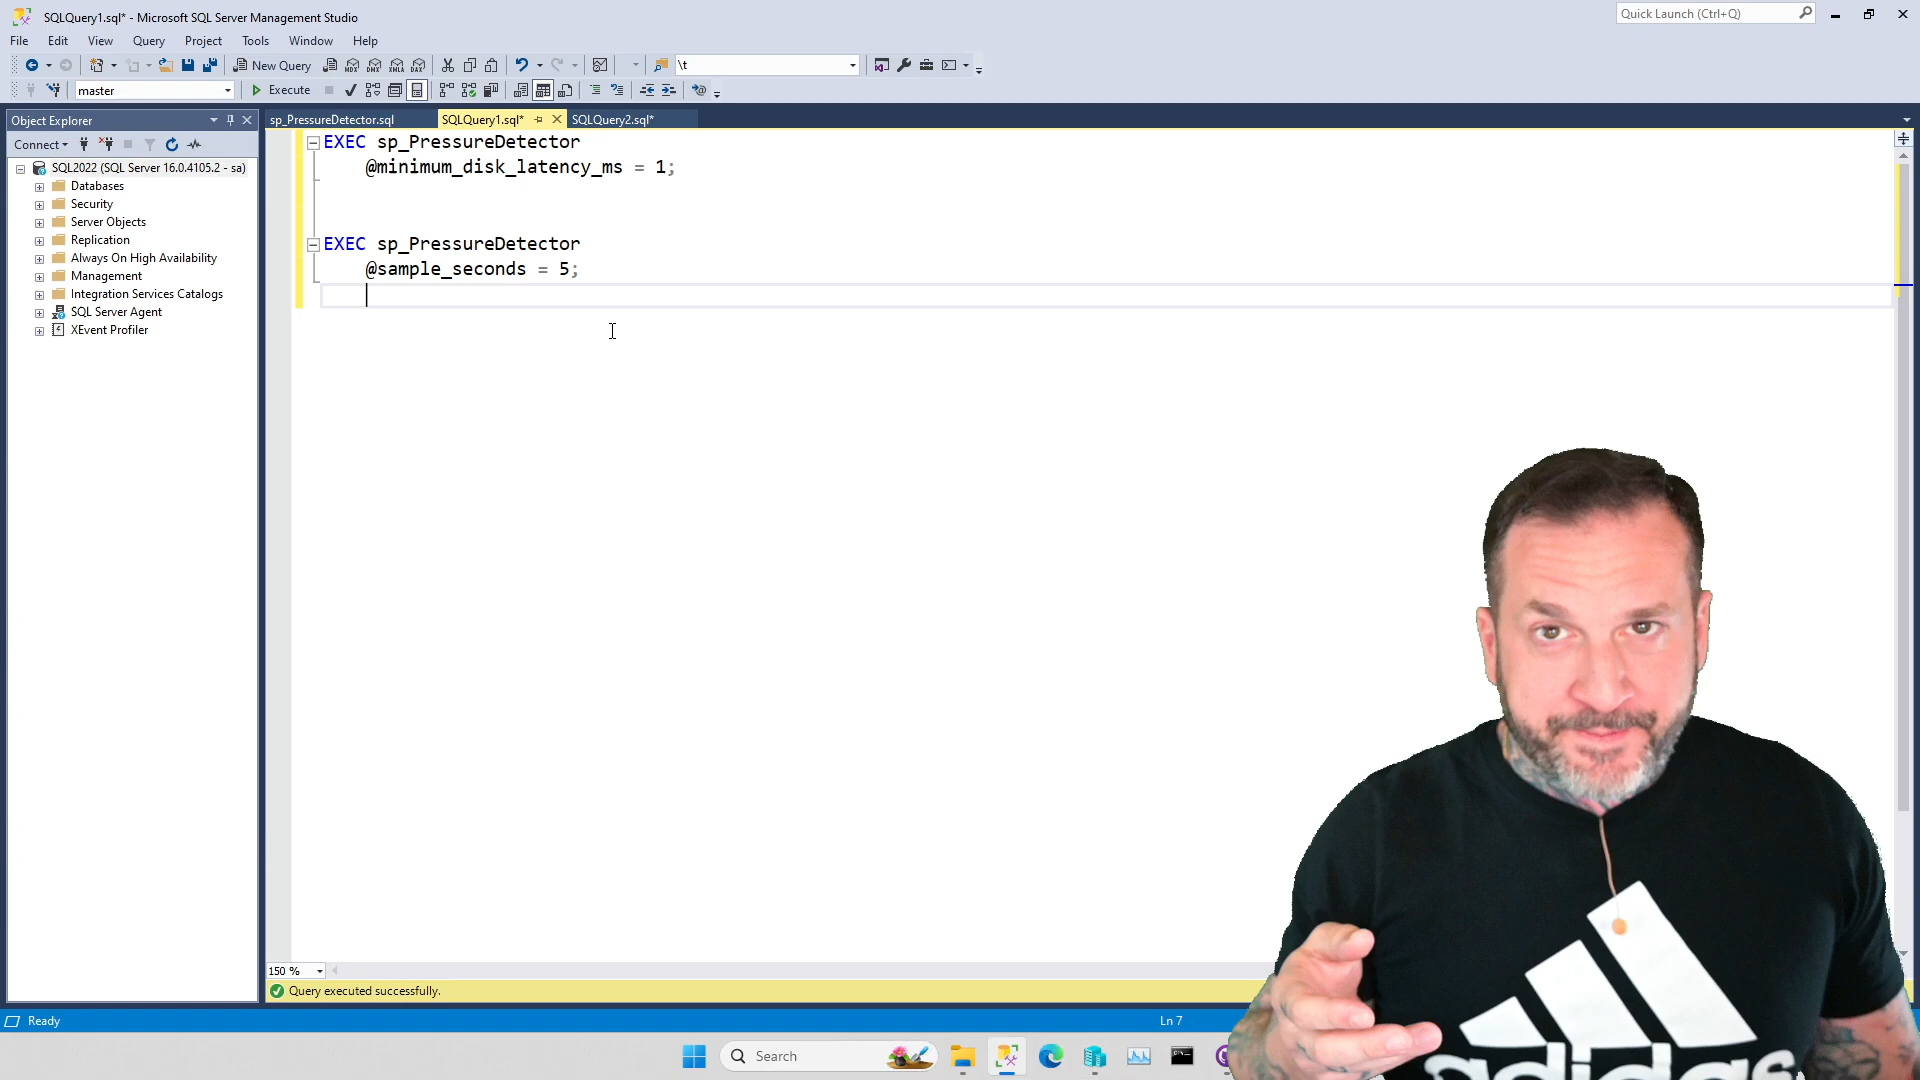 SQLQuery1.sql* - Microsoft SQL Server Management Studio
Quick Launch (Ctrl+Q)
File Edit View Query Project Tools Window Help
New Query
\t
master
Execute
Object Explorer
sp_PressureDetector.sql
SQLQuery1.sql*
SQLQuery2.sql*
Connect
SQL2022 (SQL Server 16.0.4105.2 - sa)
Databases
Security
Server Objects
Replication
Always On High Availability
Management
Integration Services Catalogs
SQL Server Agent
XEvent Profiler
EXEC sp_PressureDetector
@minimum_disk_latency_ms = 1;
EXEC sp_PressureDetector
@sample_seconds = 5;
150 %
Query executed successfully.
Ready
Ln 7
Search
adidas